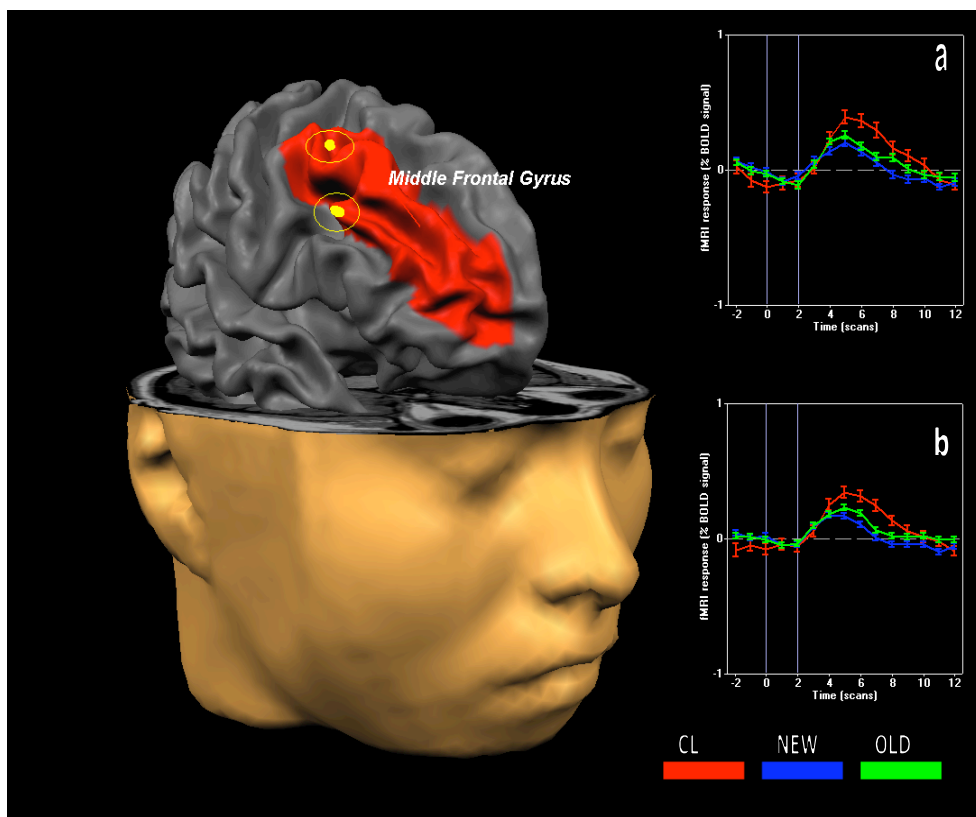 Middle Frontal Gyrus
a
fMRI response (% BOLD signal)
1
0
-1
-2 0 2 4 6 8 10 12
Time (scans)
b
fMRI response (% BOLD signal)
1
0
-1
-2 0 2 4 6 8 10 12
Time (scans)
CL NEW OLD